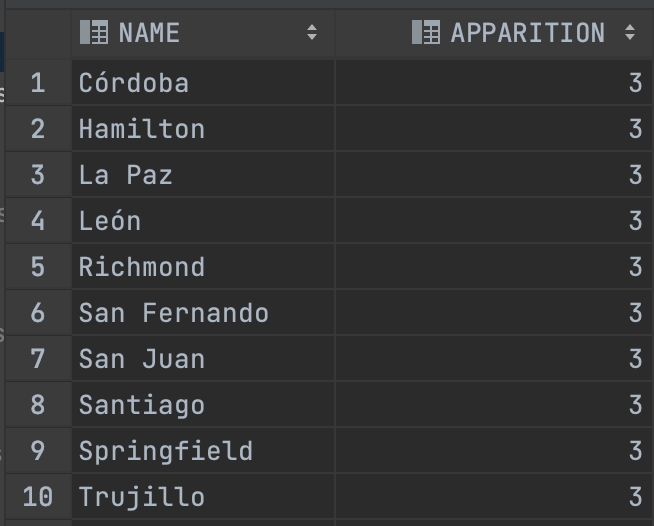 NAME APPARITION
1 Córdoba 3
2 Hamilton 3
3 La Paz 3
4 León 3
5 Richmond 3
6 San Fernando 3
7 San Juan 3
8 Santiago 3
9 Springfield 3
10 Trujillo 3